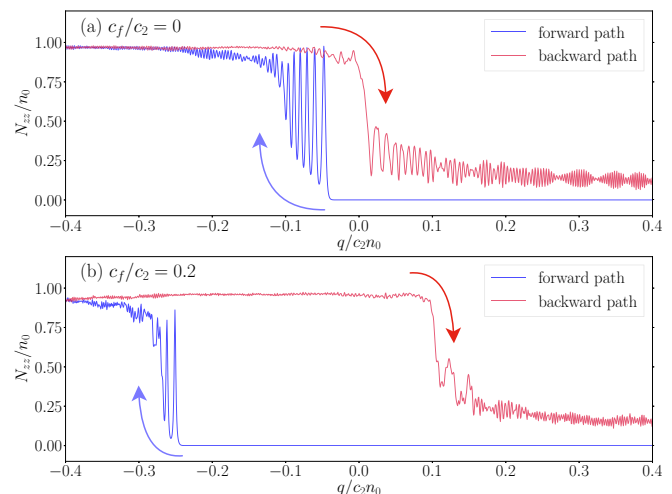 (a) c_f/c_2 = 0
forward path
backward path
N_zz/n_0
1.00
0.75
0.50
0.25
0.00
−0.4 −0.3 −0.2 −0.1 0.0 0.1 0.2 0.3 0.4
q/c_2n_0
(b) c_f/c_2 = 0.2
forward path
backward path
N_zz/n_0
1.00
0.75
0.50
0.25
0.00
−0.4 −0.3 −0.2 −0.1 0.0 0.1 0.2 0.3 0.4
q/c_2n_0